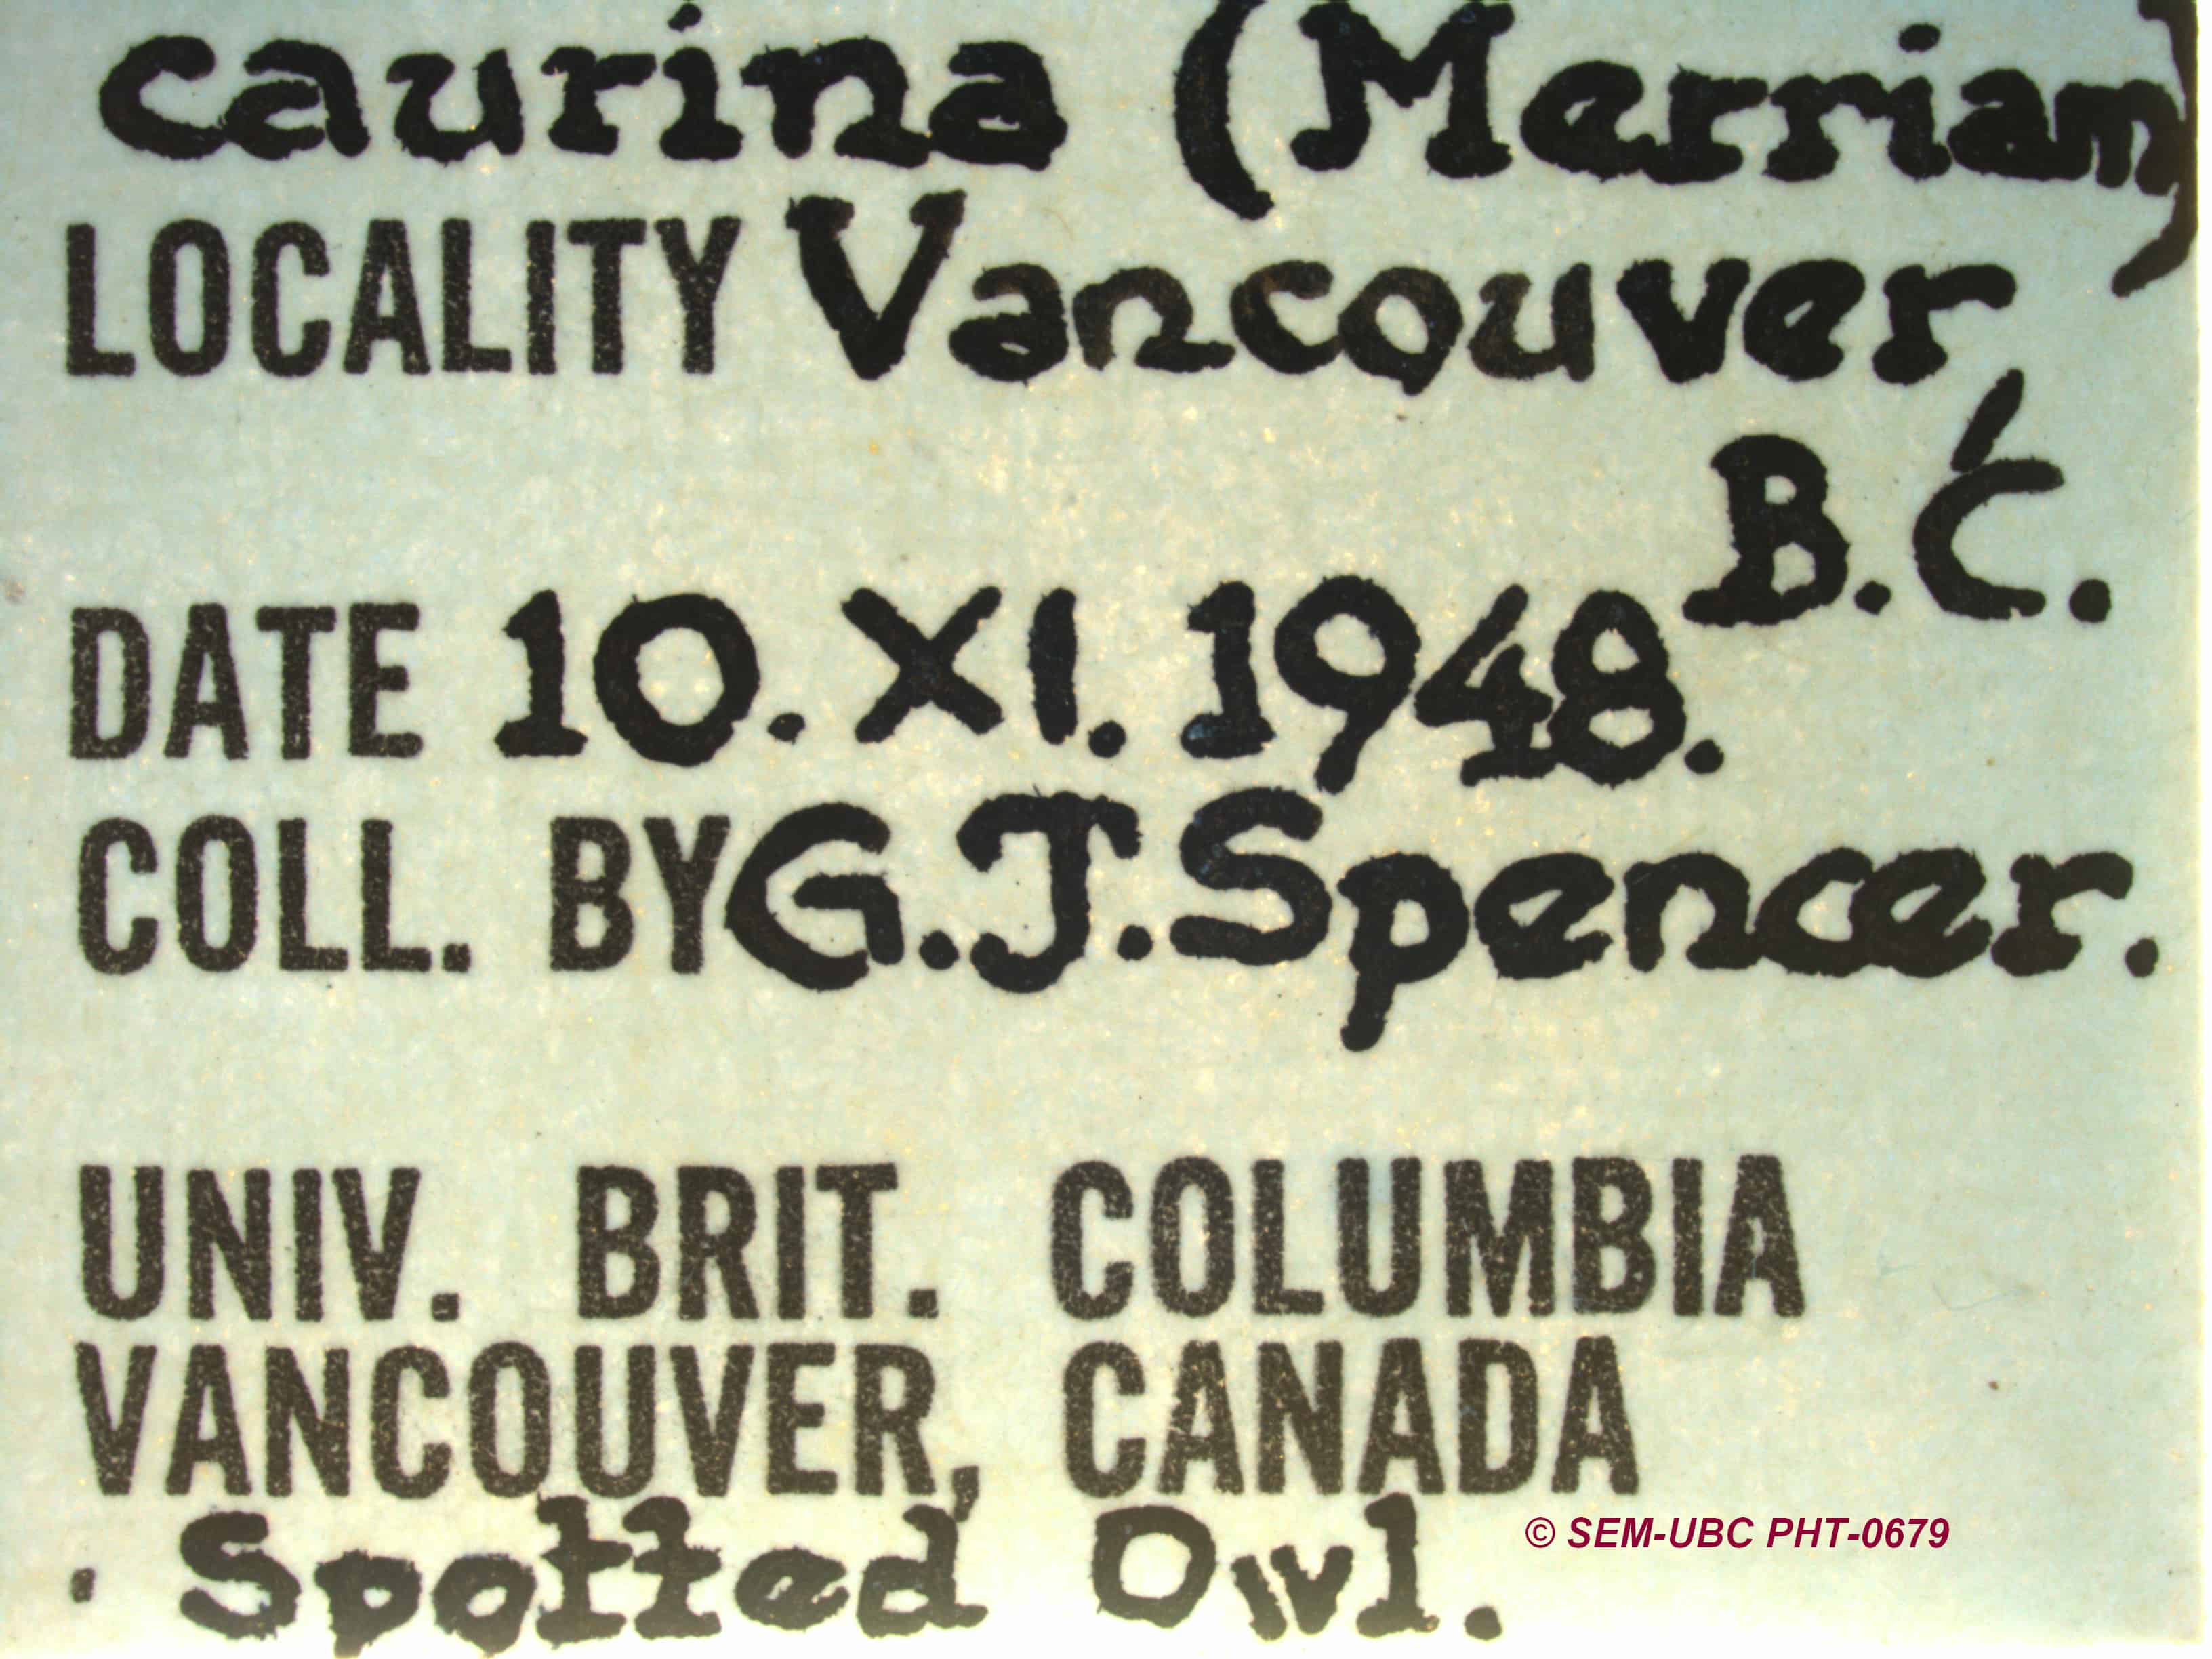 caurina (Merriam)
LOCALITY Vancouver,
B.C.
DATE 10. XI. 1948.
COLL. BY G.J. Spencer.
UNIV. BRIT. COLUMBIA
VANCOUVER, CANADA
Spotted Owl.
© SEM-UBC PHT-0679